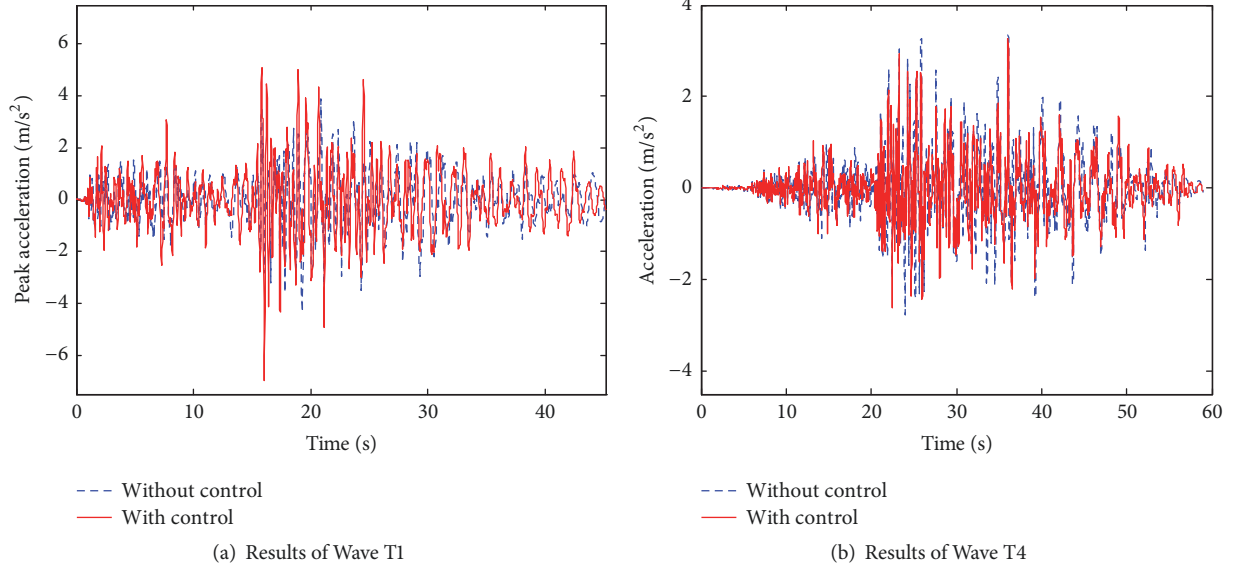 Peak acceleration (m/s²)
6
4
2
0
−2
−4
−6
0
10
20
30
40
Time (s)
Without control
With control
(a) Results of Wave T1
Acceleration (m/s²)
4
2
0
−2
−4
0
10
20
30
40
50
60
Time (s)
Without control
With control
(b) Results of Wave T4